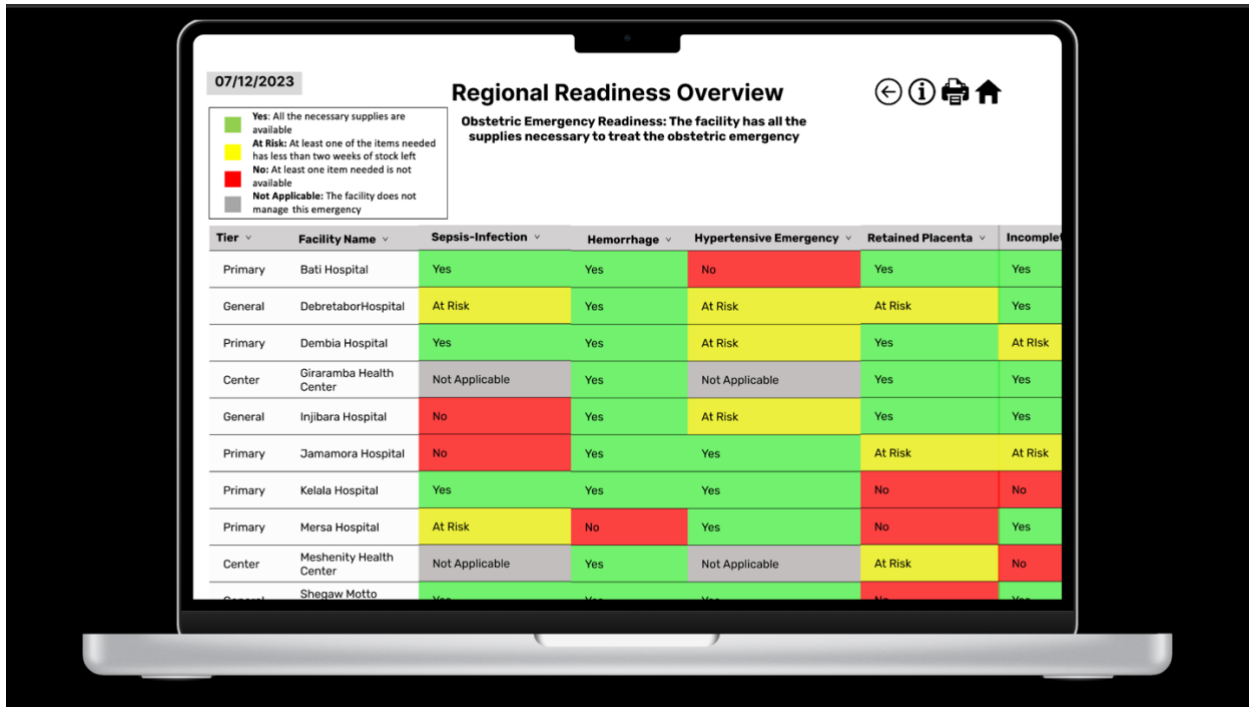 07/12/2023
Regional Readiness Overview
Obstetric Emergency Readiness: The facility has all the
supplies necessary to treat the obstetric emergency
Yes: All the necessary supplies are
available
At Risk: At least one of the items needed
has less than two weeks of stock left
No: At least one item needed is not
available
Not Applicable: The facility does not
manage this emergency
Tier Facility Name Sepsis-Infection Hemorrhage Hypertensive Emergency Retained Placenta Incomplet
Primary Bati Hospital Yes Yes No Yes Yes
General DebretaborHospital At Risk Yes At Risk At Risk Yes
Primary Dembia Hospital Yes Yes At Risk Yes At RIsk
Center Giraramba Health
Center Not Applicable Yes Not Applicable Yes Yes
General Injibara Hospital No Yes At Risk Yes Yes
Primary Jamamora Hospital No Yes Yes At Risk At Risk
Primary Kelala Hospital Yes Yes Yes No No
Primary Mersa Hospital At Risk No Yes No Yes
Center Meshenity Health
Center Not Applicable Yes Not Applicable At Risk No
General Shegaw Motto Yes Yes Yes No Yes